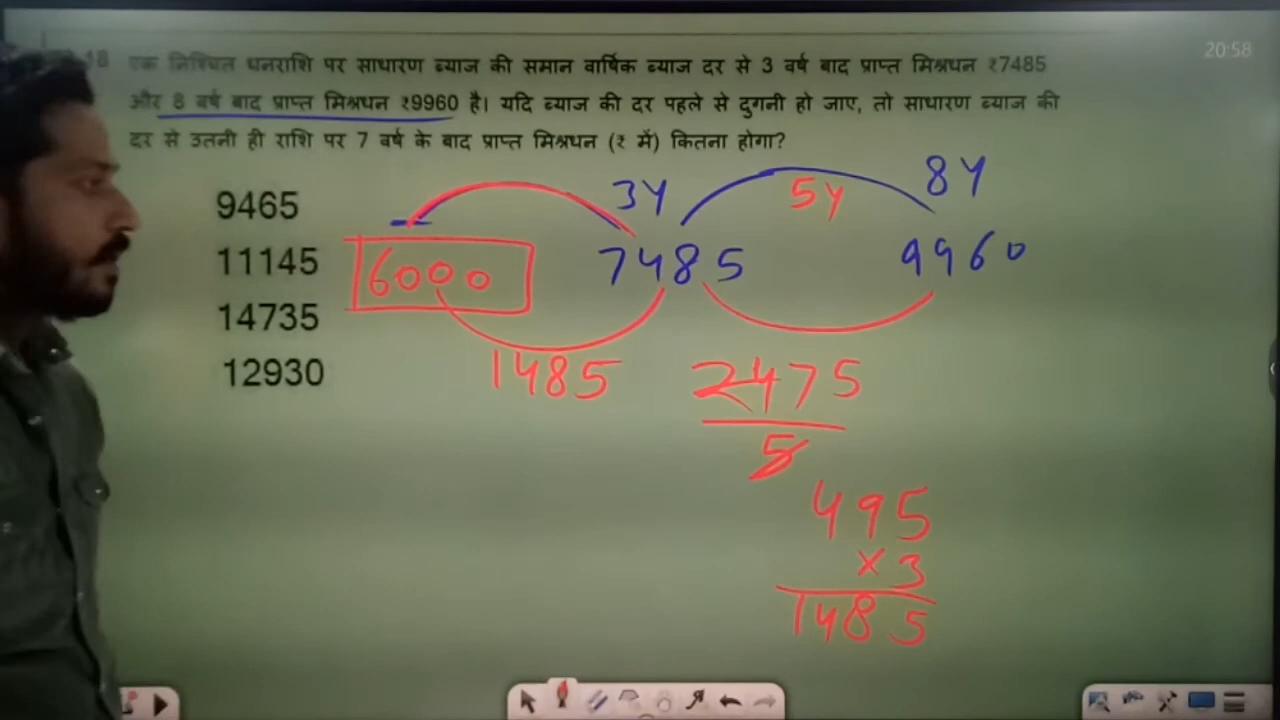 20:58
18 एक निश्चित धनराशि पर साधारण ब्याज की समान वार्षिक ब्याज दर से 3 वर्ष बाद प्राप्त मिश्रधन ₹7485
और 8 वर्ष बाद प्राप्त मिश्रधन ₹9960 है। यदि ब्याज की दर पहले से दुगनी हो जाए, तो साधारण ब्याज की
दर से उतनी ही राशि पर 7 वर्ष के बाद प्राप्त मिश्रधन (₹ में) कितना होगा?
3Y 5Y 8Y
9465
11145 6000 7485 9960
14735
12930 1485 2475
5
495
×3
1485